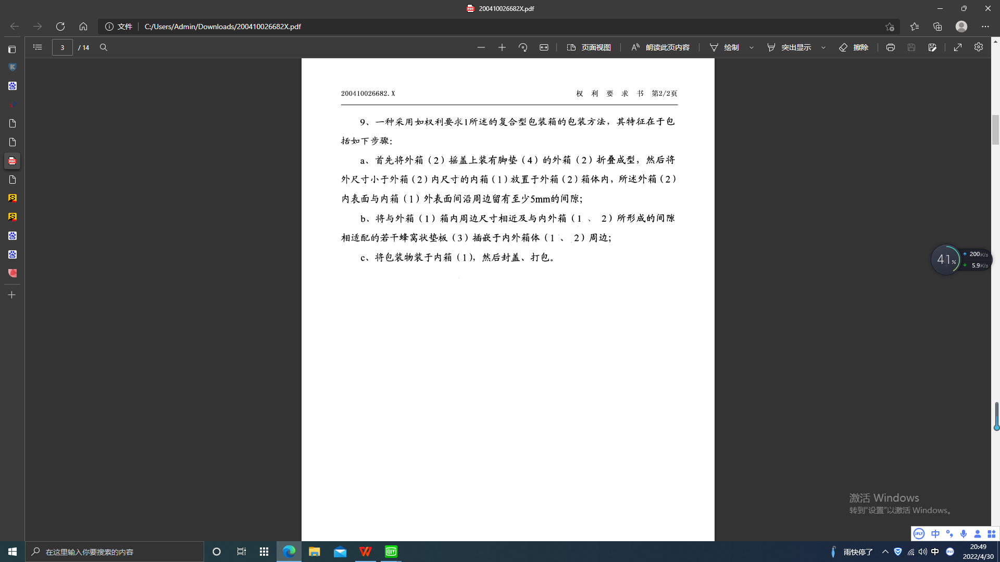 200410026682X.pdf
文件 C:/Users/Admin/Downloads/200410026682X.pdf
3 / 14 页面视图 朗读此页内容 绘制 突出显示 擦除
200410026682.X 权 利 要 求 书 第2/2页
9、一种采用如权利要求1所述的复合型包装箱的包装方法，其特征在于包
括如下步骤：
a、首先将外箱（2）摇盖上装有脚垫（4）的外箱（2）折叠成型，然后将
外尺寸小于外箱（2）内尺寸的内箱（1）放置于外箱（2）箱体内，所述外箱（2）
内表面与内箱（1）外表面间沿周边留有至少5mm的间隙；
b、将与外箱（1）箱内周边尺寸相近及与内外箱（1 、 2）所形成的间隙
相适配的若干蜂窝状垫板（3）插嵌于内外箱体（1 、 2）周边；
c、将包装物装于内箱（1），然后封盖、打包。
41% 200K/s
5.9K/s
激活 Windows
转到"设置"以激活 Windows。
iFLY 中
在这里输入你要搜索的内容 雨快停了 中 iFLY 20:49
2022/4/30